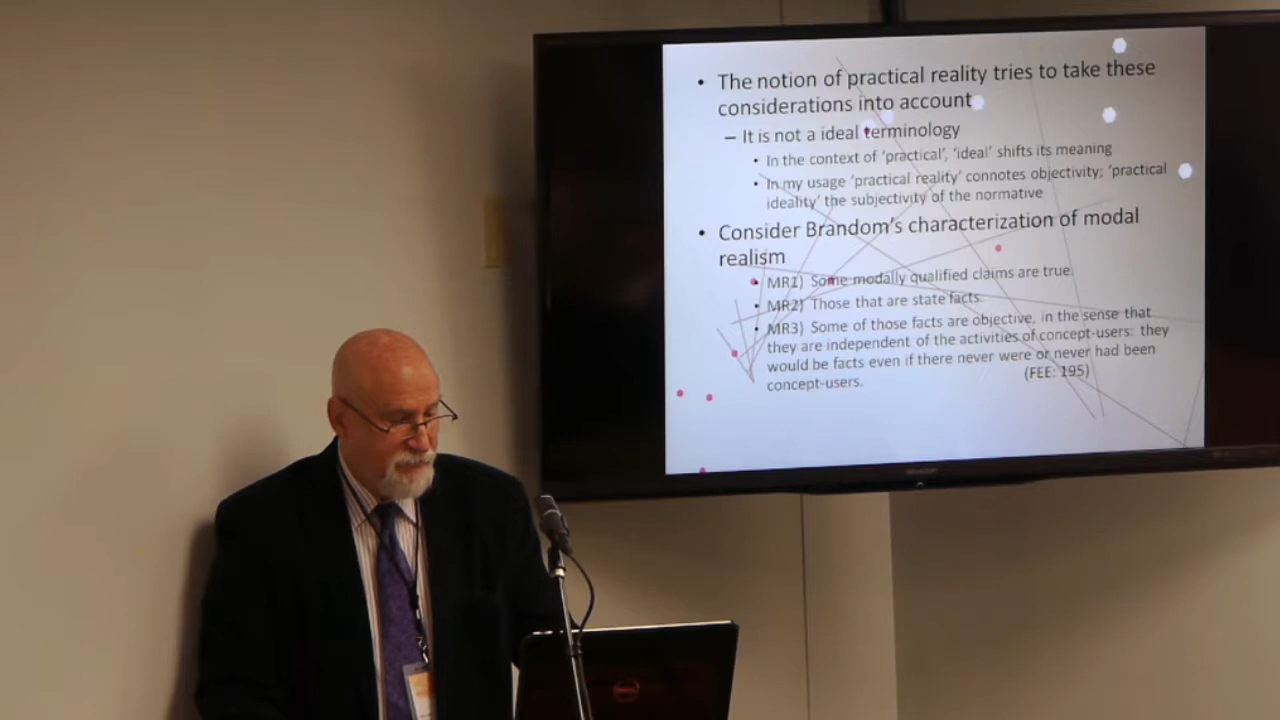 • The notion of practical reality tries to take these
considerations into account
– It is not a ideal terminology
• In the context of 'practical', 'ideal' shifts its meaning
• In my usage 'practical reality' connotes objectivity; 'practical
ideality' the subjectivity of the normative
• Consider Brandom's characterization of modal
realism
• MR1) Some modally qualified claims are true.
• MR2) Those that are state facts.
• MR3) Some of those facts are objective, in the sense that
they are independent of the activities of concept-users: they
would be facts even if there never were or never had been
concept-users. (FEE: 195)
SHARP
DELL